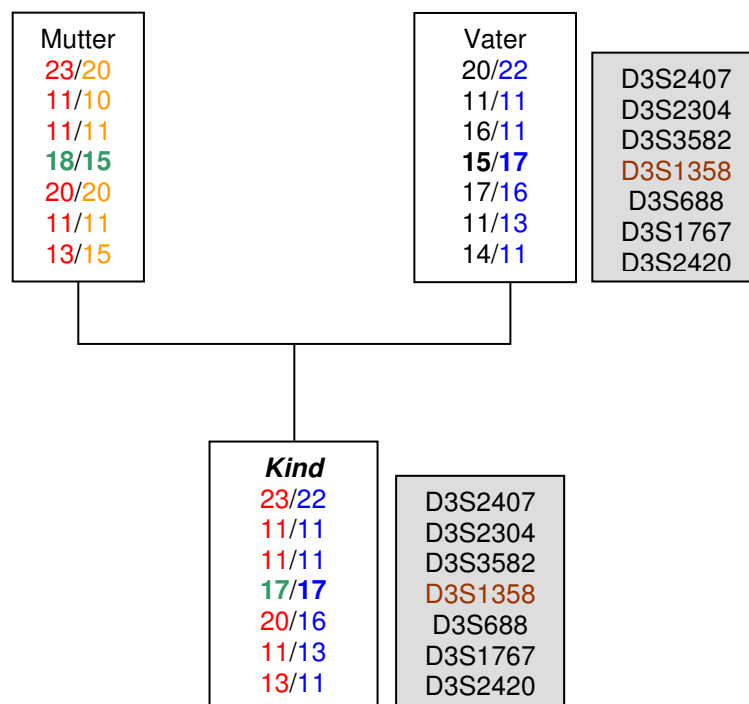 Mutter
23/20
11/10
11/11
18/15
20/20
11/11
13/15
Vater
20/22
11/11
16/11
15/17
17/16
11/13
14/11
D3S2407
D3S2304
D3S3582
D3S1358
D3S688
D3S1767
D3S2420
Kind
23/22
11/11
11/11
17/17
20/16
11/13
13/11
D3S2407
D3S2304
D3S3582
D3S1358
D3S688
D3S1767
D3S2420